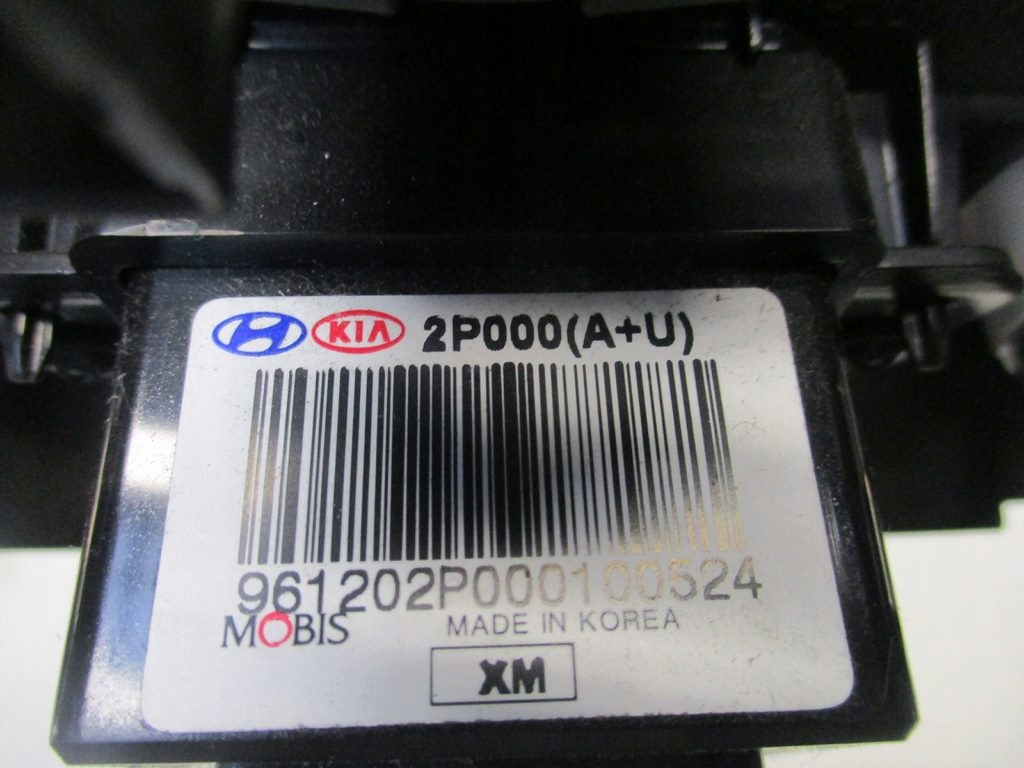 KIA 2P000(A+U)
961202P000100524
MOBIS MADE IN KOREA
XM